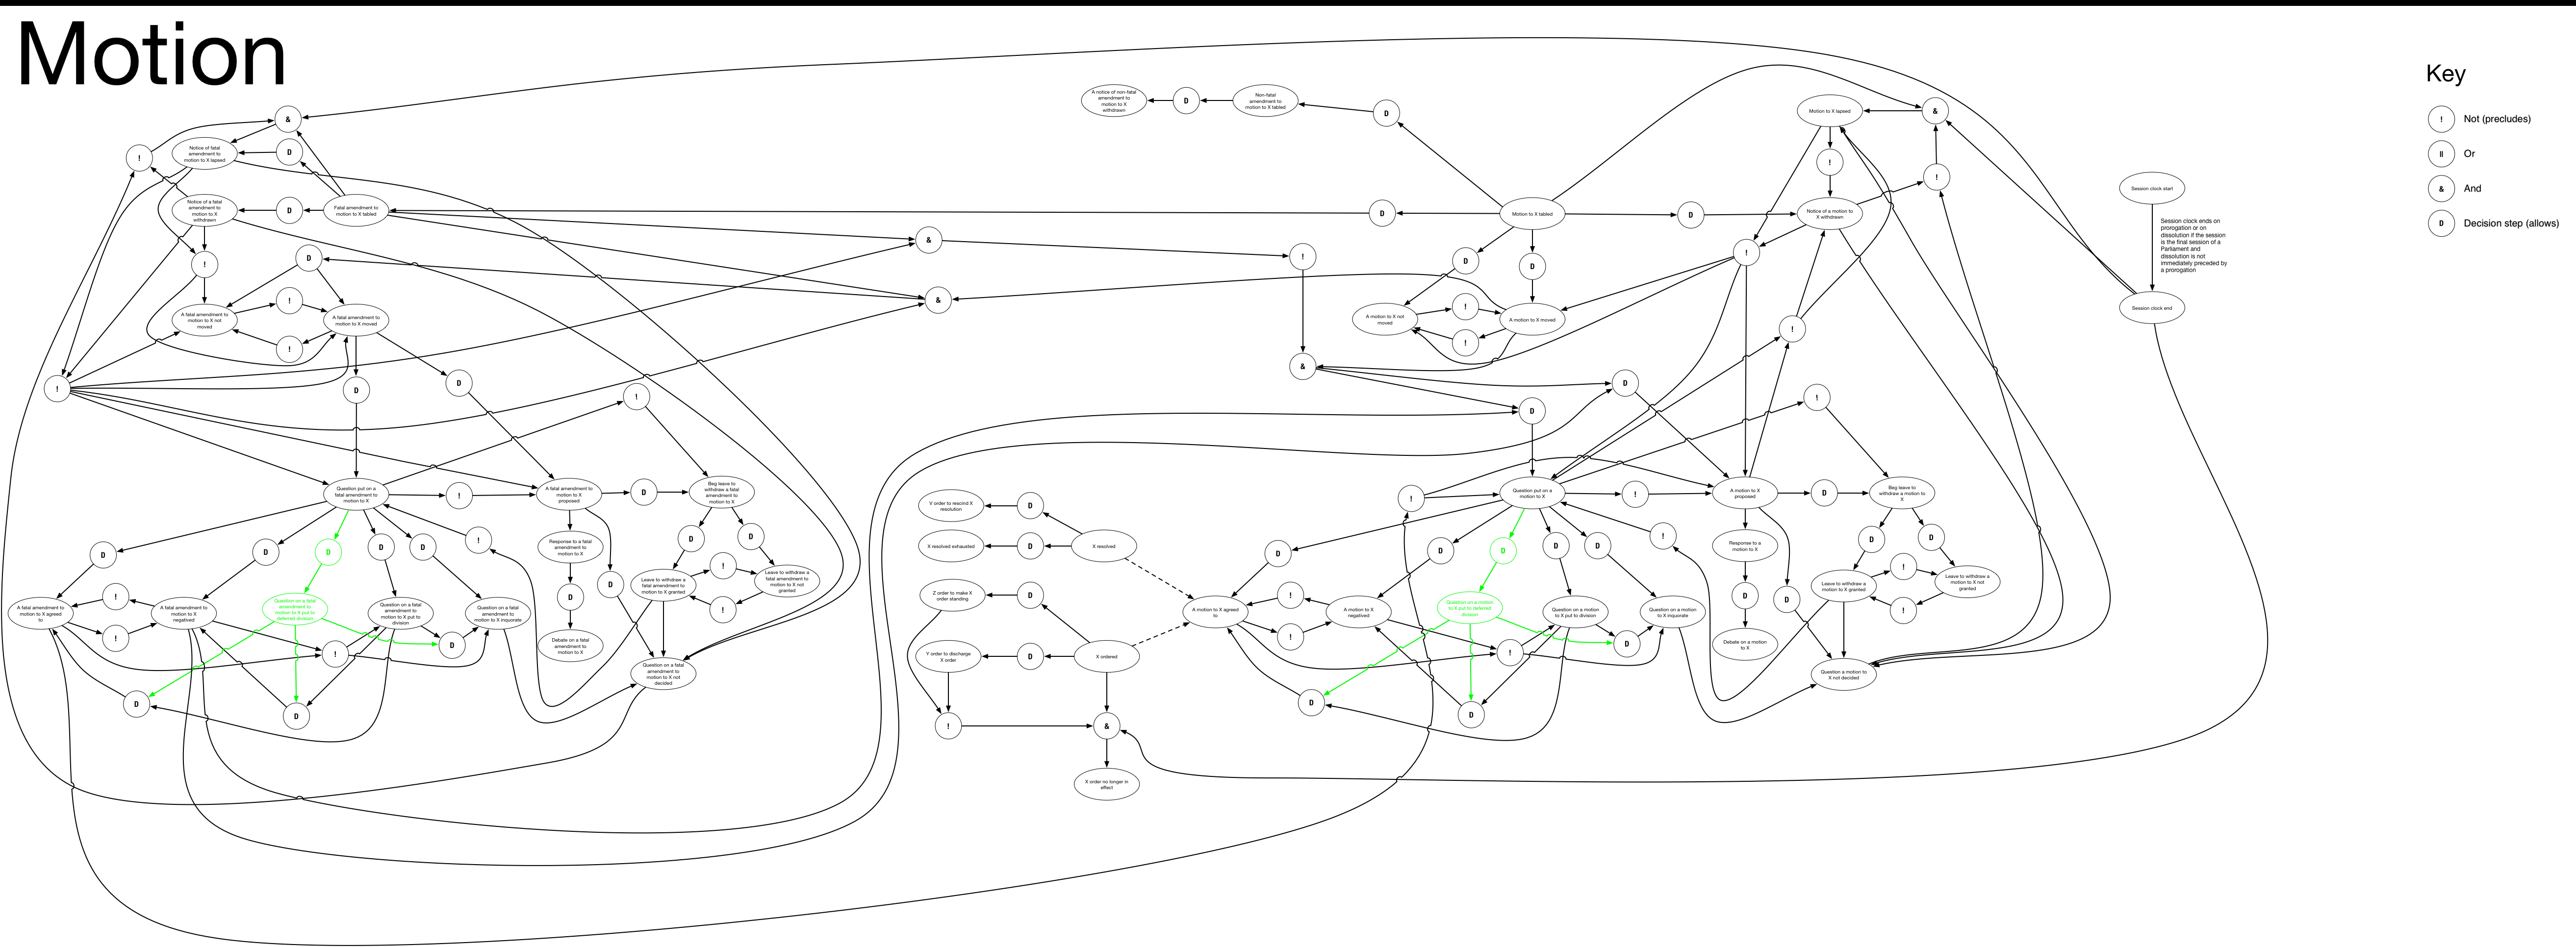 Motion
Key
!
Not (precludes)
II
Or
&
And
D
Decision step (allows)
Session clock start
Session clock ends on
prorogation or on
dissolution if the session
is the final session of a
Parliament and
dissolution is not
immediately preceded by
a prorogation
Session clock end
&
!
Notice of fatal
amendment to
motion to X lapsed
D
Notice of a fatal
amendment to
motion to X
withdrawn
D
Fatal amendment to
motion to X tabled
!
D
A fatal amendment to
motion to X not
moved
!
!
A fatal amendment to
motion to X moved
!
D
D
!
Question put on a
fatal amendment to
motion to X
!
A fatal amendment to
motion to X
proposed
D
Beg leave to
withdraw a fatal
amendment to
motion to X
D
D
D
D
D
!
Response to a fatal
amendment to
motion to X
D
D
A fatal amendment to
motion to X agreed
to
!
!
A fatal amendment to
motion to X
negatived
Question on a fatal
amendment to
motion to X put to
deferred division
Question on a fatal
amendment to
motion to X put to
division
Question on a fatal
amendment to
motion to X inquorate
D
D
Leave to withdraw a
fatal amendment to
motion to X granted
!
!
Leave to withdraw a
fatal amendment to
motion to X not
granted
!
D
Debate on a fatal
amendment to
motion to X
Question on a fatal
amendment to
motion to X not
decided
D
D
A notice of non-fatal
amendment to
motion to X
withdrawn
D
Non-fatal
amendment to
motion to X tabled
D
Motion to X lapsed
&
!
!
D
Motion to X tabled
D
Notice of a motion to
X withdrawn
&
&
!
D
D
!
A motion to X not
moved
!
!
A motion to X moved
!
&
D
D
!
!
Question put on a
motion to X
!
A motion to X
proposed
D
Beg leave to
withdraw a motion to
X
V order to rescind X
resolution
D
X resolved exhausted
D
X resolved
Z order to make X
order standing
D
Y order to discharge
X order
D
X ordered
!
&
X order no longer in
effect
D
D
D
D
D
!
Response to a
motion to X
D
D
A motion to X agreed
to
!
!
A motion to X
negatived
Question on a motion
to X put to deferred
division
Question on a motion
to X put to division
Question on a motion
to X inquorate
D
D
Leave to withdraw a
motion to X granted
!
!
Leave to withdraw a
motion to X not
granted
!
D
Debate on a motion
to X
Question a motion to
X not decided
D
D